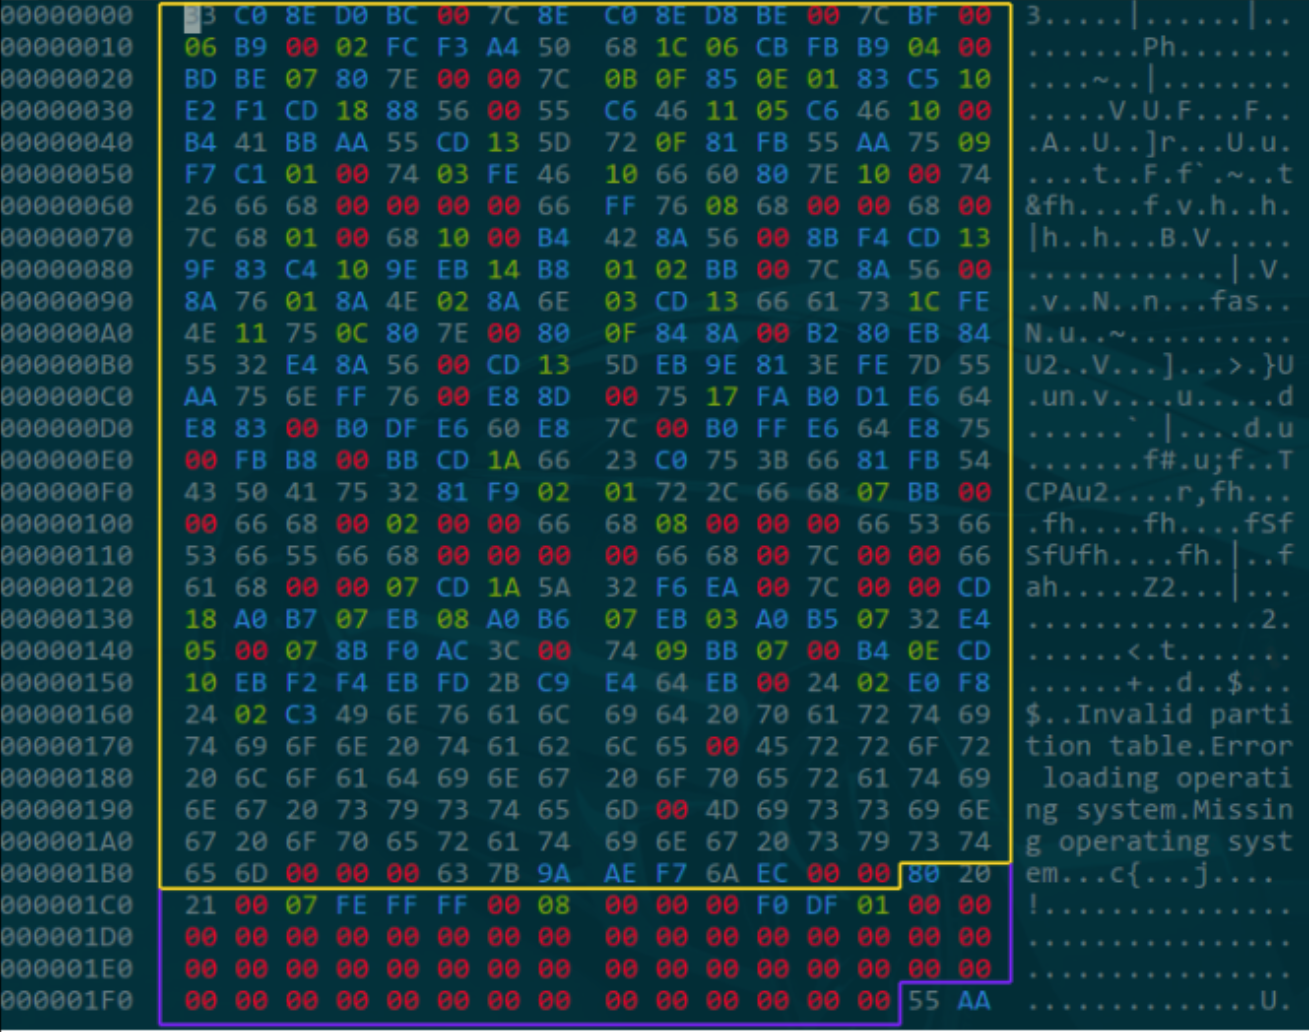 00000000 33 C0 8E D0 BC 00 7C 8E C0 8E D8 BE 00 7C BF 00 3.....|......|..
00000010 06 B9 00 02 FC F3 A4 50 68 1C 06 CB FB B9 04 00 .......Ph.......
00000020 BD BE 07 80 7E 00 00 7C 0B 0F 85 0E 01 83 C5 10 ....~..|........
00000030 E2 F1 CD 18 88 56 00 55 C6 46 11 05 C6 46 10 00 .....V.U.F...F..
00000040 B4 41 BB AA 55 CD 13 5D 72 0F 81 FB 55 AA 75 09 .A..U..]r...U.u.
00000050 F7 C1 01 00 74 03 FE 46 10 66 60 80 7E 10 00 74 ....t..F.f`.~..t
00000060 26 66 68 00 00 00 00 66 FF 76 08 68 00 00 68 00 &fh....f.v.h..h.
00000070 7C 68 01 00 68 10 00 B4 42 8A 56 00 8B F4 CD 13 |h..h...B.V.....
00000080 9F 83 C4 10 9E EB 14 B8 01 02 BB 00 7C 8A 56 00 ............|.V.
00000090 8A 76 01 8A 4E 02 8A 6E 03 CD 13 66 61 73 1C FE .v..N..n...fas..
000000A0 4E 11 75 0C 80 7E 00 80 0F 84 8A 00 B2 80 EB 84 N.u..~..........
000000B0 55 32 E4 8A 56 00 CD 13 5D EB 9E 81 3E FE 7D 55 U2..V...]...>.}U
000000C0 AA 75 6E FF 76 00 E8 8D 00 75 17 FA B0 D1 E6 64 .un.v....u.....d
000000D0 E8 83 00 B0 DF E6 60 E8 7C 00 B0 FF E6 64 E8 75 ......`.|....d.u
000000E0 00 FB B8 00 BB CD 1A 66 23 C0 75 3B 66 81 FB 54 .......f#.u;f..T
000000F0 43 50 41 75 32 81 F9 02 01 72 2C 66 68 07 BB 00 CPAu2....r,fh...
00000100 00 66 68 00 02 00 00 66 68 08 00 00 00 66 53 66 .fh....fh....fSf
00000110 53 66 55 66 68 00 00 00 00 66 68 00 7C 00 00 66 SfUfh....fh.|..f
00000120 61 68 00 00 07 CD 1A 5A 32 F6 EA 00 7C 00 00 CD ah.....Z2...|...
00000130 18 A0 B7 07 EB 08 A0 B6 07 EB 03 A0 B5 07 32 E4 ..............2.
00000140 05 00 07 8B F0 AC 3C 00 74 09 BB 07 00 B4 0E CD ......<.t.......
00000150 10 EB F2 F4 EB FD 2B C9 E4 64 EB 00 24 02 E0 F8 ......+..d..$...
00000160 24 02 C3 49 6E 76 61 6C 69 64 20 70 61 72 74 69 $..Invalid parti
00000170 74 69 6F 6E 20 74 61 62 6C 65 00 45 72 72 6F 72 tion table.Error
00000180 20 6C 6F 61 64 69 6E 67 20 6F 70 65 72 61 74 69  loading operati
00000190 6E 67 20 73 79 73 74 65 6D 00 4D 69 73 73 69 6E ng system.Missin
000001A0 67 20 6F 70 65 72 61 74 69 6E 67 20 73 79 73 74 g operating syst
000001B0 65 6D 00 00 00 63 7B 9A AE F7 6A EC 00 00 80 20 em...c{...j....
000001C0 21 00 07 FE FF FF 00 08 00 00 00 F0 DF 01 00 00 !...............
000001D0 00 00 00 00 00 00 00 00 00 00 00 00 00 00 00 00 ................
000001E0 00 00 00 00 00 00 00 00 00 00 00 00 00 00 00 00 ................
000001F0 00 00 00 00 00 00 00 00 00 00 00 00 00 00 55 AA ..............U.